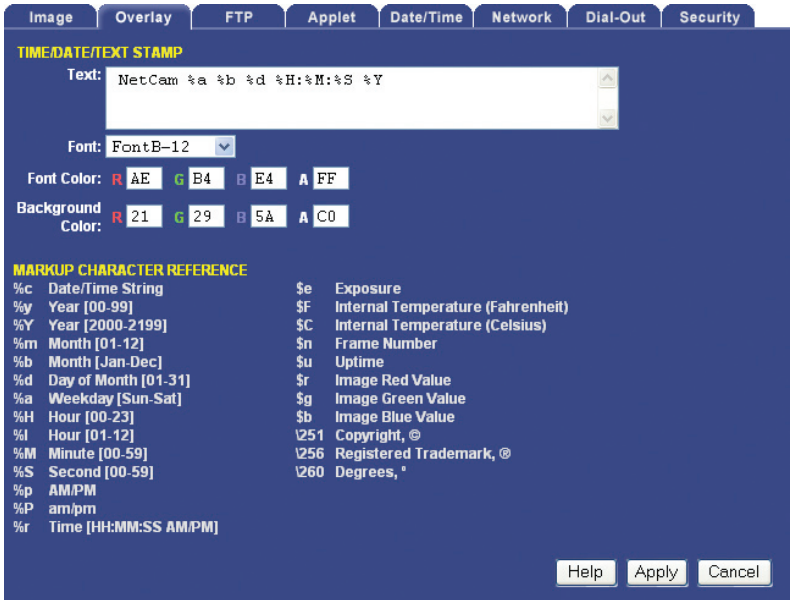 Image Overlay FTP Applet Date/Time Network Dial-Out Security
TIME/DATE/TEXT STAMP
Text: NetCam %a %b %d %H:%M:%S %Y
Font: FontB-12
Font Color: R AE G B4 B E4 A FF
Background
Color: R 21 G 29 B 5A A C0
MARKUP CHARACTER REFERENCE
%c Date/Time String $e Exposure
%y Year [00-99] $F Internal Temperature (Fahrenheit)
%Y Year [2000-2199] $C Internal Temperature (Celsius)
%m Month [01-12] $n Frame Number
%b Month [Jan-Dec] $u Uptime
%d Day of Month [01-31] $r Image Red Value
%a Weekday [Sun-Sat] $g Image Green Value
%H Hour [00-23] $b Image Blue Value
%I Hour [01-12] \251 Copyright, ©
%M Minute [00-59] \256 Registered Trademark, ®
%S Second [00-59] \260 Degrees, °
%p AM/PM
%P am/pm
%r Time [HH:MM:SS AM/PM]
Help Apply Cancel